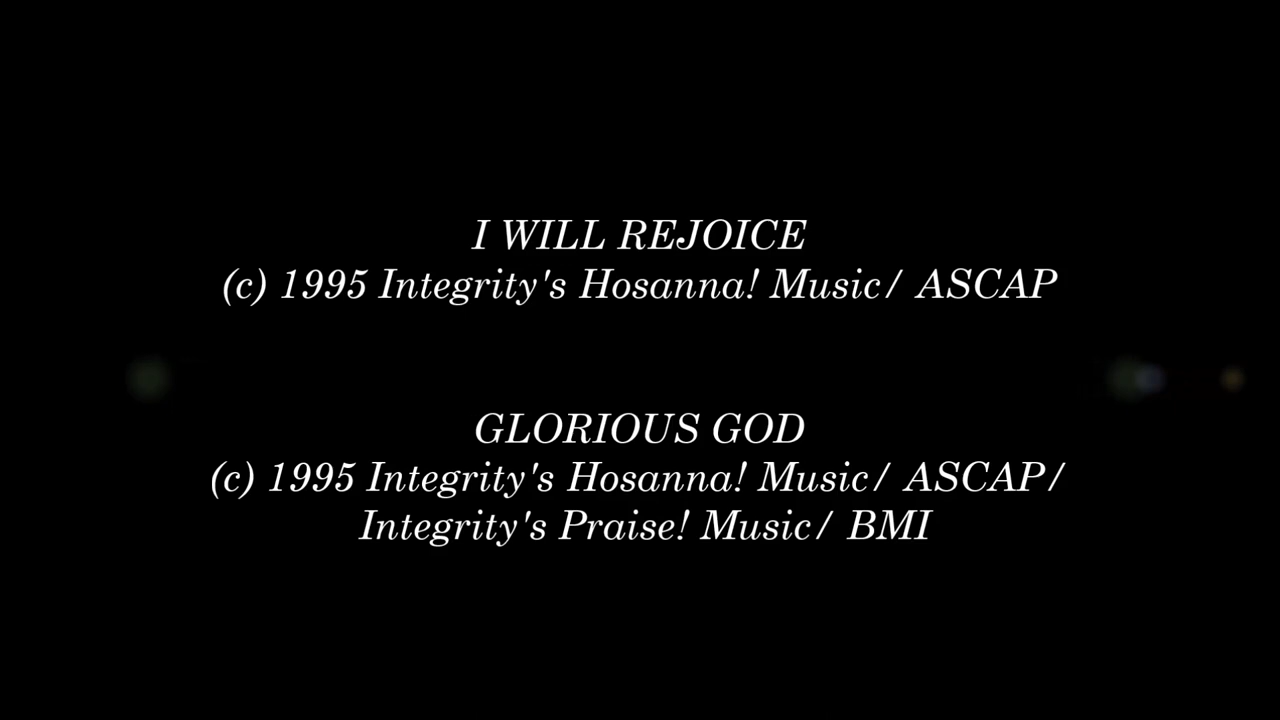 I WILL REJOICE
(c) 1995 Integrity's Hosanna! Music/ ASCAP
GLORIOUS GOD
(c) 1995 Integrity's Hosanna! Music/ ASCAP/
Integrity's Praise! Music/ BMI